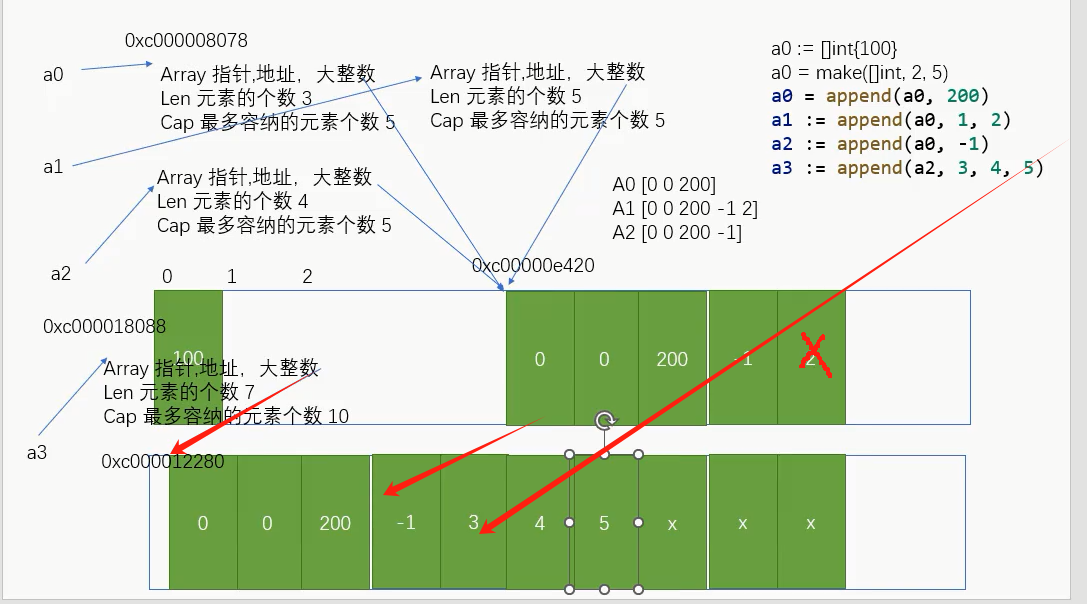 0xc000008078
a0
Array 指针,地址，大整数
Len 元素的个数 3
Cap 最多容纳的元素个数 5
Array 指针,地址，大整数
Len 元素的个数 5
Cap 最多容纳的元素个数 5
a0 := []int{100}
a0 = make([]int, 2, 5)
a0 = append(a0, 200)
a1 := append(a0, 1, 2)
a2 := append(a0, -1)
a3 := append(a2, 3, 4, 5)
a1
Array 指针,地址，大整数
Len 元素的个数 4
Cap 最多容纳的元素个数 5
A0 [0 0 200]
A1 [0 0 200 -1 2]
A2 [0 0 200 -1]
a2
0 1 2
0xc00000e420
0xc000018088
100
0 0 200 -1 2
Array 指针,地址，大整数
Len 元素的个数 7
Cap 最多容纳的元素个数 10
a3
0xc000012280
0 0 200 -1 3 4 5 x x x